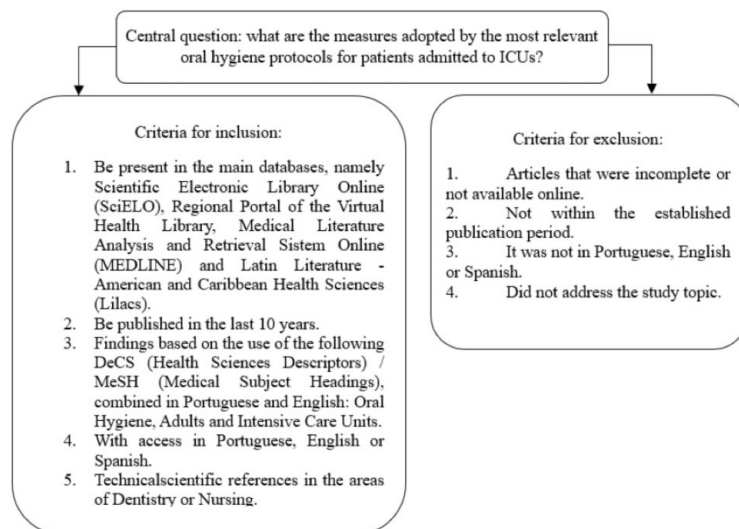 Central question: what are the measures adopted by the most relevant
oral hygiene protocols for patients admitted to ICUs?
Criteria for inclusion:
1. Be present in the main databases, namely
Scientific Electronic Library Online
(SciELO), Regional Portal of the Virtual
Health Library, Medical Literature
Analysis and Retrieval Sistem Online
(MEDLINE) and Latin Literature -
American and Caribbean Health Sciences
(Lilacs).
2. Be published in the last 10 years.
3. Findings based on the use of the following
DeCS (Health Sciences Descriptors) /
MeSH (Medical Subject Headings),
combined in Portuguese and English: Oral
Hygiene, Adults and Intensive Care Units.
4. With access in Portuguese, English or
Spanish.
5. Technicalscientific references in the areas
of Dentistry or Nursing.
Criteria for exclusion:
1. Articles that were incomplete or
not available online.
2. Not within the established
publication period.
3. It was not in Portuguese, English
or Spanish.
4. Did not address the study topic.